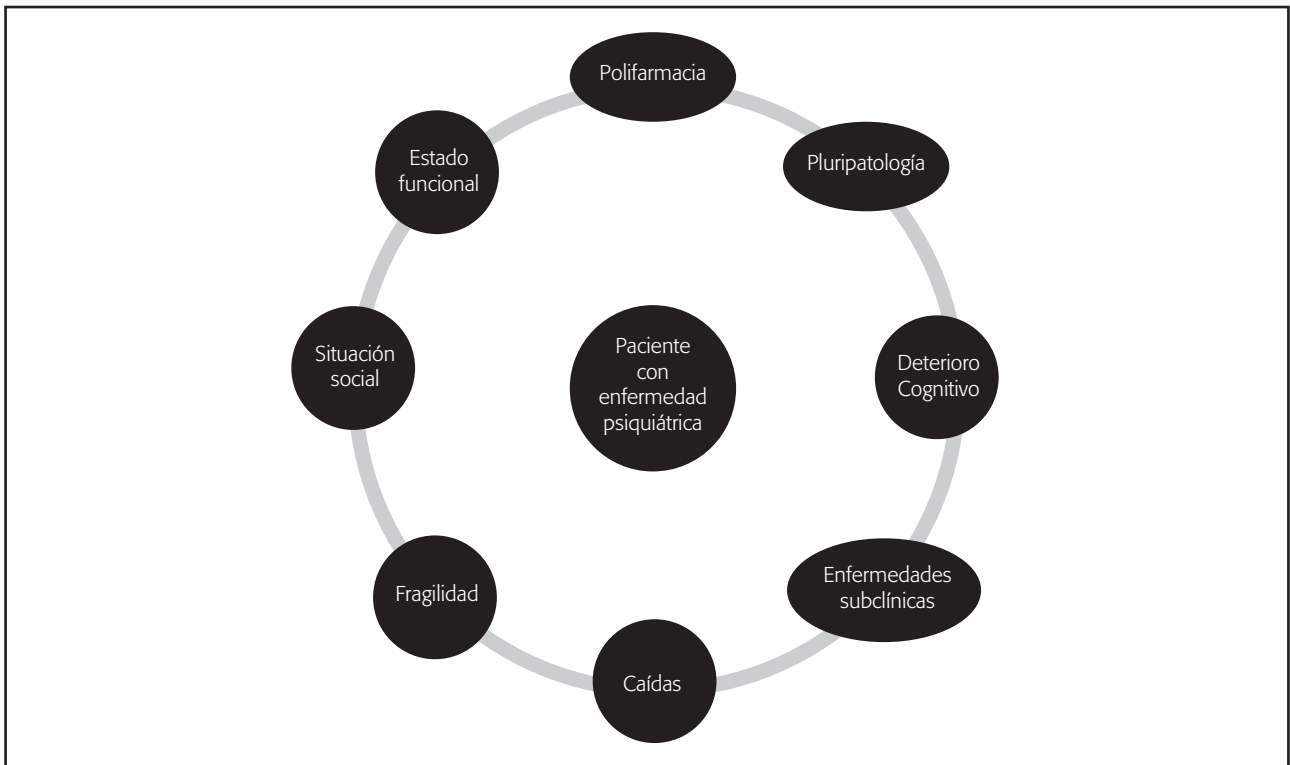 Polifarmacia
Pluripatología
Deterioro
Cognitivo
Enfermedades
subclínicas
Caídas
Fragilidad
Situación
social
Estado
funcional
Paciente
con
enfermedad
psiquiátrica